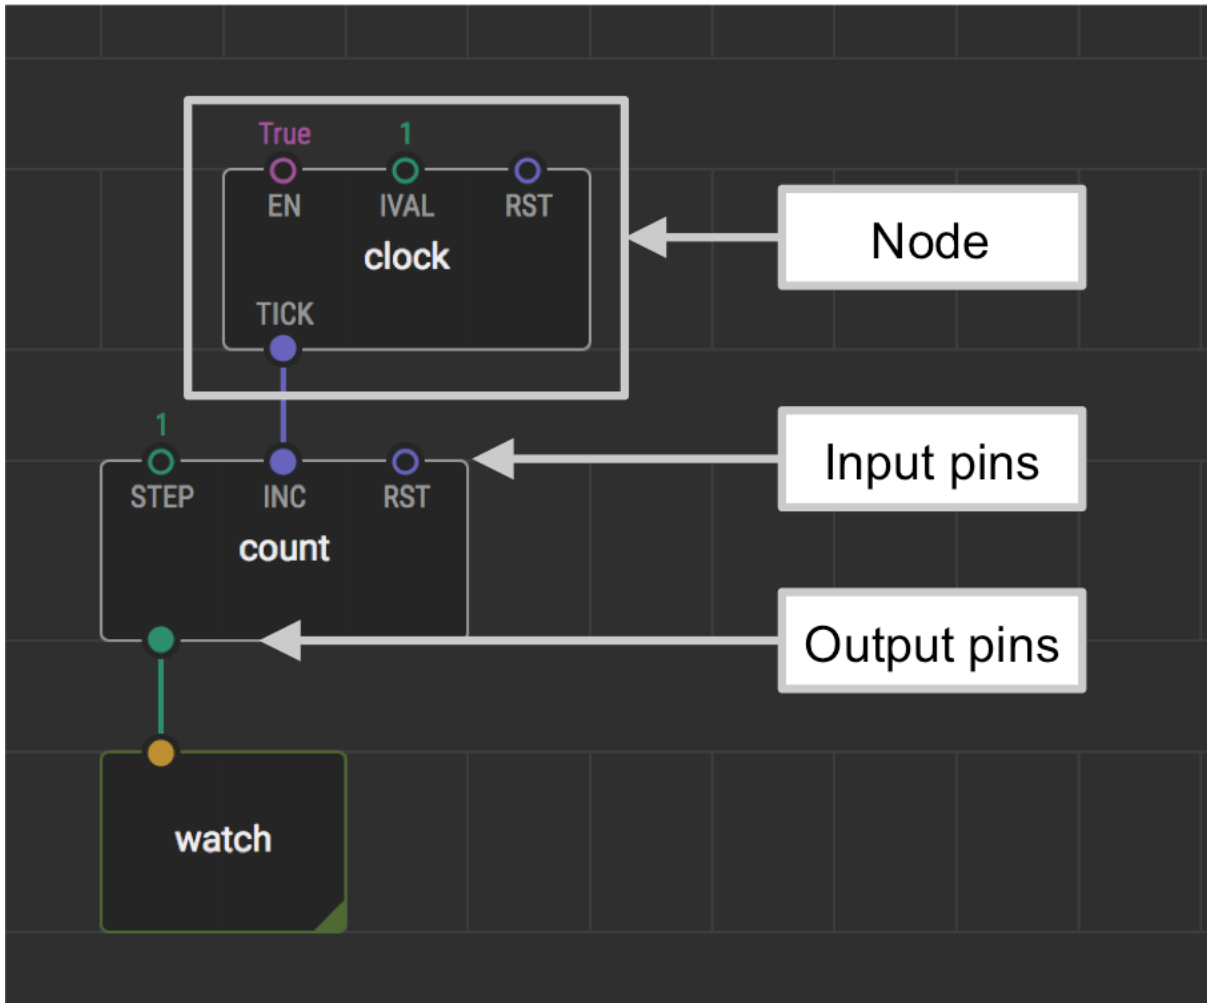 True 1
EN IVAL RST
clock
TICK
Node
1
STEP INC RST
count
Input pins
Output pins
watch